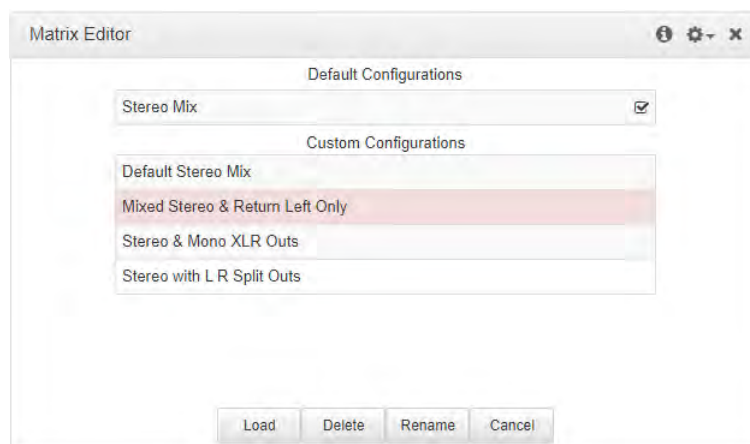 Matrix Editor
Default Configurations
Stereo Mix
Custom Configurations
Default Stereo Mix
Mixed Stereo & Return Left Only
Stereo & Mono XLR Outs
Stereo with L R Split Outs
Load Delete Rename Cancel